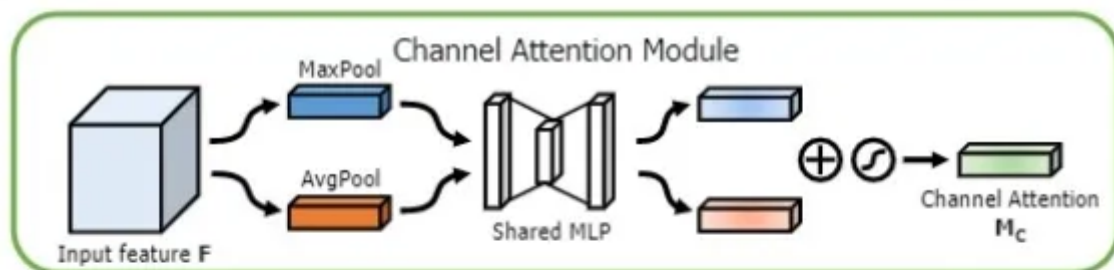 Channel Attention Module
MaxPool
AvgPool
Input feature F
Shared MLP
Channel Attention
Mc